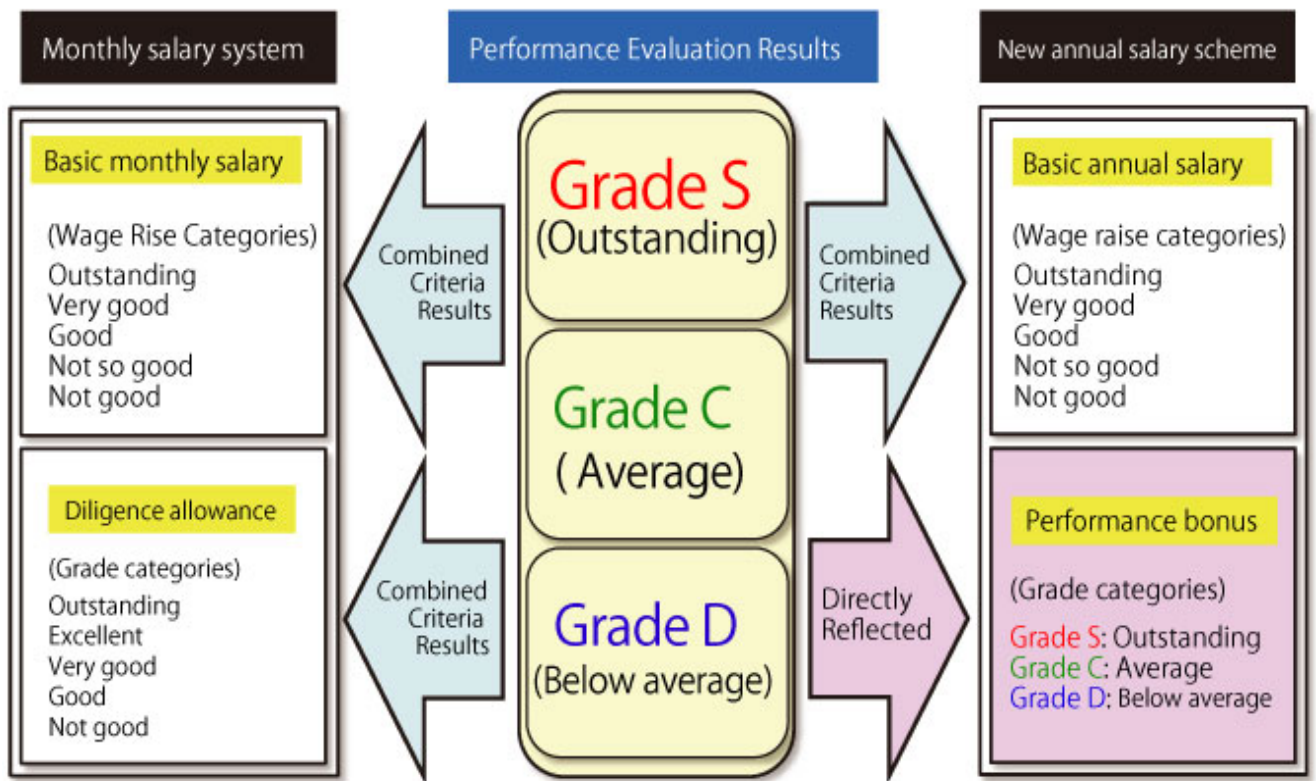 Monthly salary system
Performance Evaluation Results
New annual salary scheme
Basic monthly salary
(Wage Rise Categories)
Outstanding
Very good
Good
Not so good
Not good
Diligence allowance
(Grade categories)
Outstanding
Excellent
Very good
Good
Not good
Combined
Criteria
Results
Combined
Criteria
Results
Grade S
(Outstanding)
Grade C
( Average)
Grade D
(Below average)
Combined
Criteria
Results
Directly
Reflected
Basic annual salary
(Wage raise categories)
Outstanding
Very good
Good
Not so good
Not good
Performance bonus
(Grade categories)
Grade S: Outstanding
Grade C: Average
Grade D: Below average